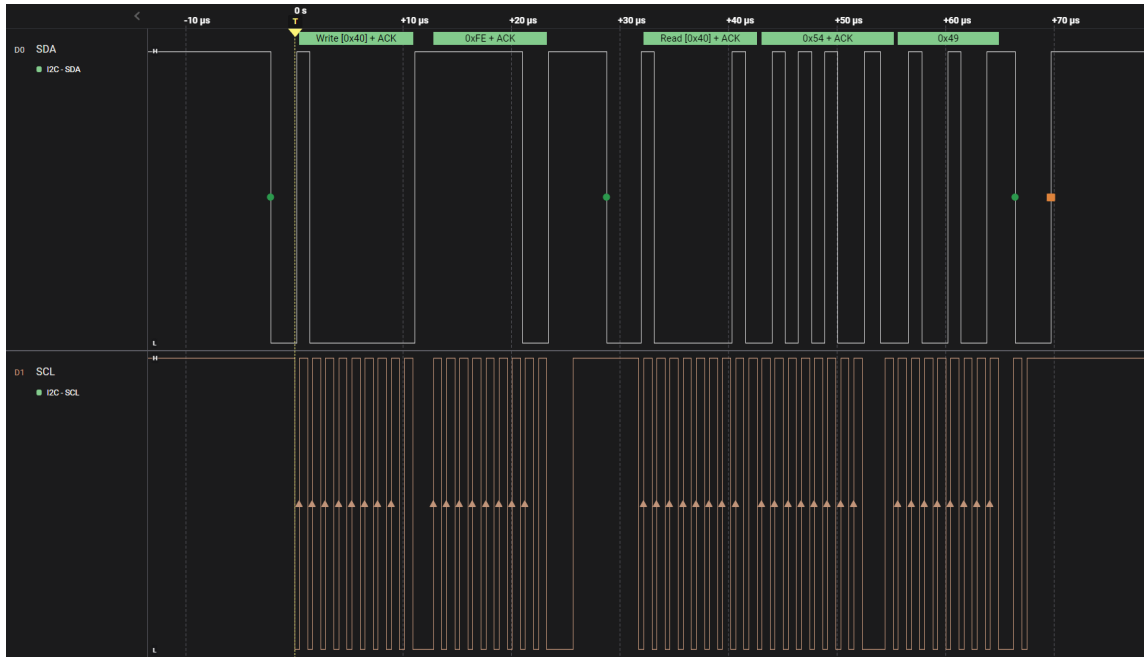 0 s
-10 µs +10 µs +20 µs +30 µs +40 µs +50 µs +60 µs +70 µs
T
Write [0x40] + ACK 0xFE + ACK Read [0x40] + ACK 0x54 + ACK 0x49
D0 SDA
H
I2C - SDA
L
H
D1 SCL
I2C - SCL
L